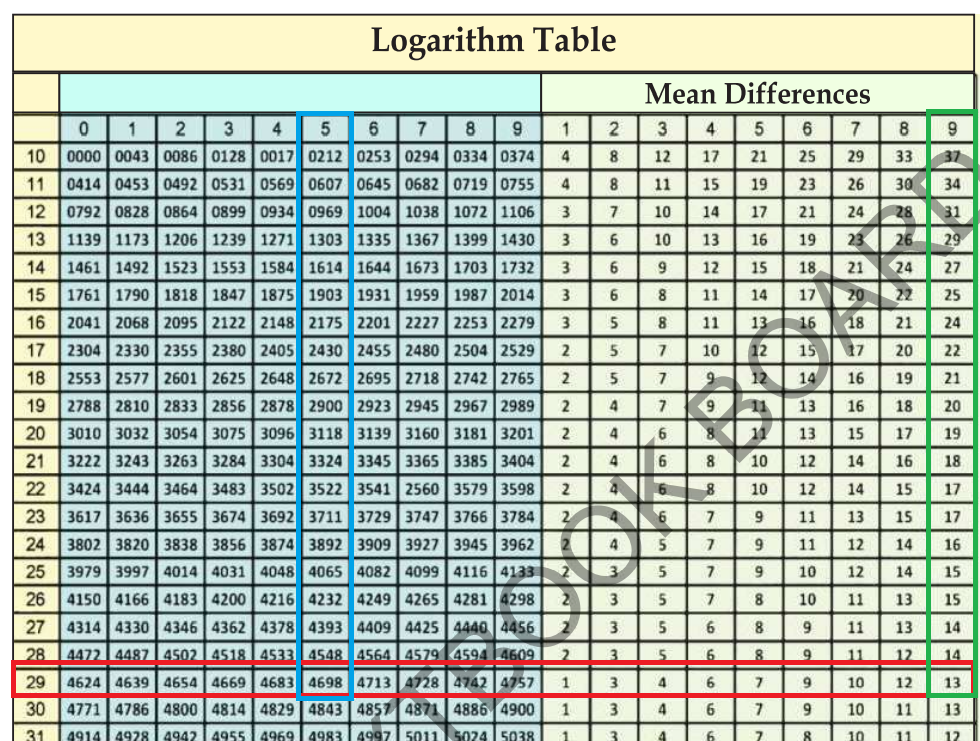 Logarithm Table
Mean Differences
0 1 2 3 4 5 6 7 8 9 1 2 3 4 5 6 7 8 9
10 0000 0043 0086 0128 0017 0212 0253 0294 0334 0374 4 8 12 17 21 25 29 33 37
11 0414 0453 0492 0531 0569 0607 0645 0682 0719 0755 4 8 11 15 19 23 26 30 34
12 0792 0828 0864 0899 0934 0969 1004 1038 1072 1106 3 7 10 14 17 21 24 28 31
13 1139 1173 1206 1239 1271 1303 1335 1367 1399 1430 3 6 10 13 16 19 23 26 29
14 1461 1492 1523 1553 1584 1614 1644 1673 1703 1732 3 6 9 12 15 18 21 24 27
15 1761 1790 1818 1847 1875 1903 1931 1959 1987 2014 3 6 8 11 14 17 20 22 25
16 2041 2068 2095 2122 2148 2175 2201 2227 2253 2279 3 5 8 11 13 16 18 21 24
17 2304 2330 2355 2380 2405 2430 2455 2480 2504 2529 2 5 7 10 12 15 17 20 22
18 2553 2577 2601 2625 2648 2672 2695 2718 2742 2765 2 5 7 9 12 14 16 19 21
19 2788 2810 2833 2856 2878 2900 2923 2945 2967 2989 2 4 7 9 11 13 16 18 20
20 3010 3032 3054 3075 3096 3118 3139 3160 3181 3201 2 4 6 8 11 13 15 17 19
21 3222 3243 3263 3284 3304 3324 3345 3365 3385 3404 2 4 6 8 10 12 14 16 18
22 3424 3444 3464 3483 3502 3522 3541 2560 3579 3598 2 4 6 8 10 12 14 15 17
23 3617 3636 3655 3674 3692 3711 3729 3747 3766 3784 2 4 6 7 9 11 13 15 17
24 3802 3820 3838 3856 3874 3892 3909 3927 3945 3962 2 4 5 7 9 11 12 14 16
25 3979 3997 4014 4031 4048 4065 4082 4099 4116 4133 2 3 5 7 9 10 12 14 15
26 4150 4166 4183 4200 4216 4232 4249 4265 4281 4298 2 3 5 7 8 10 11 13 15
27 4314 4330 4346 4362 4378 4393 4409 4425 4440 4456 2 3 5 6 8 9 11 13 14
28 4472 4487 4502 4518 4533 4548 4564 4579 4594 4609 2 3 5 6 8 9 11 12 14
29 4624 4639 4654 4669 4683 4698 4713 4728 4742 4757 1 3 4 6 7 9 10 12 13
30 4771 4786 4800 4814 4829 4843 4857 4871 4886 4900 1 3 4 6 7 9 10 11 13
31 4914 4928 4942 4955 4969 4983 4997 5011 5024 5038 1 3 4 6 7 8 10 11 12
TBOOK BOARD